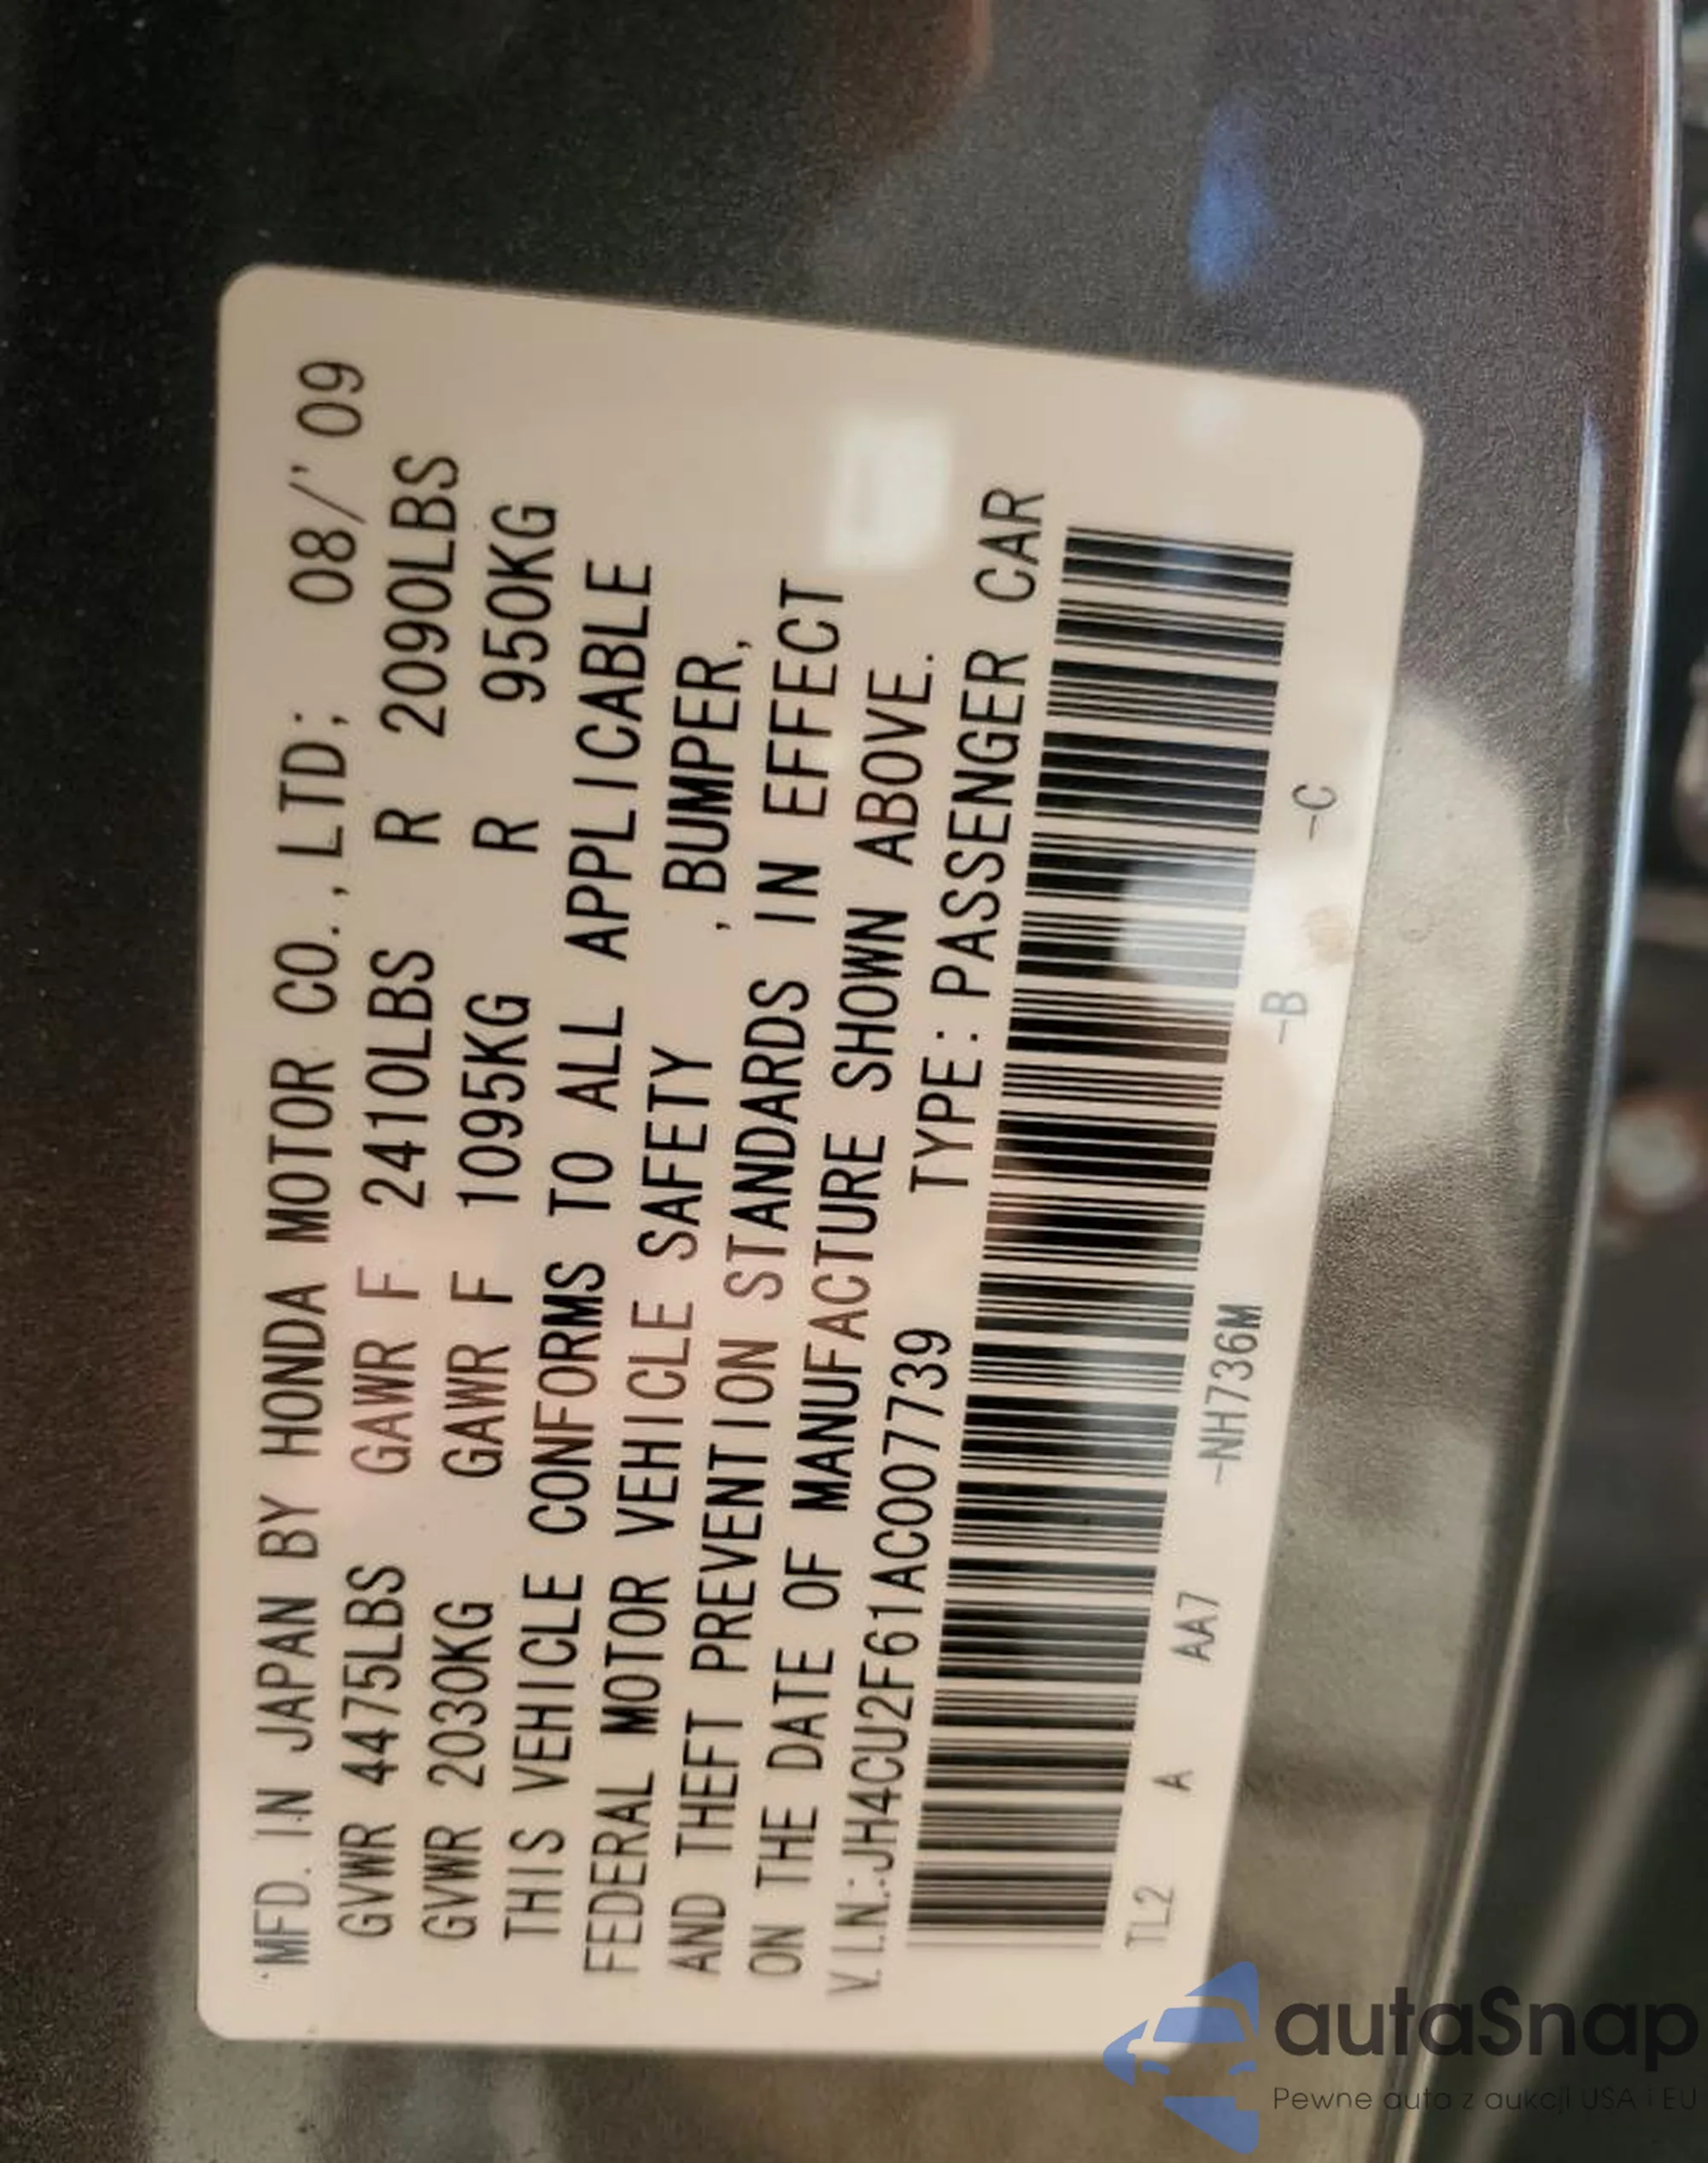 MFD. IN JAPAN BY HONDA MOTOR CO.,LTD; 08/'09
GVWR 4475LBS GAWR F 2410LBS R 2090LBS
GVWR 2030KG GAWR F 1095KG R 950KG
THIS VEHICLE CONFORMS TO ALL APPLICABLE
FEDERAL MOTOR VEHICLE SAFETY , BUMPER,
AND THEFT PREVENTION STANDARDS IN EFFECT
ON THE DATE OF MANUFACTURE SHOWN ABOVE.
V.I.N.:JH4CU2F61AC007739 TYPE:PASSENGER CAR
TL2 A AA7 -NH736M -B -C
autaSnap
Pewne auta z aukcji USA i EU